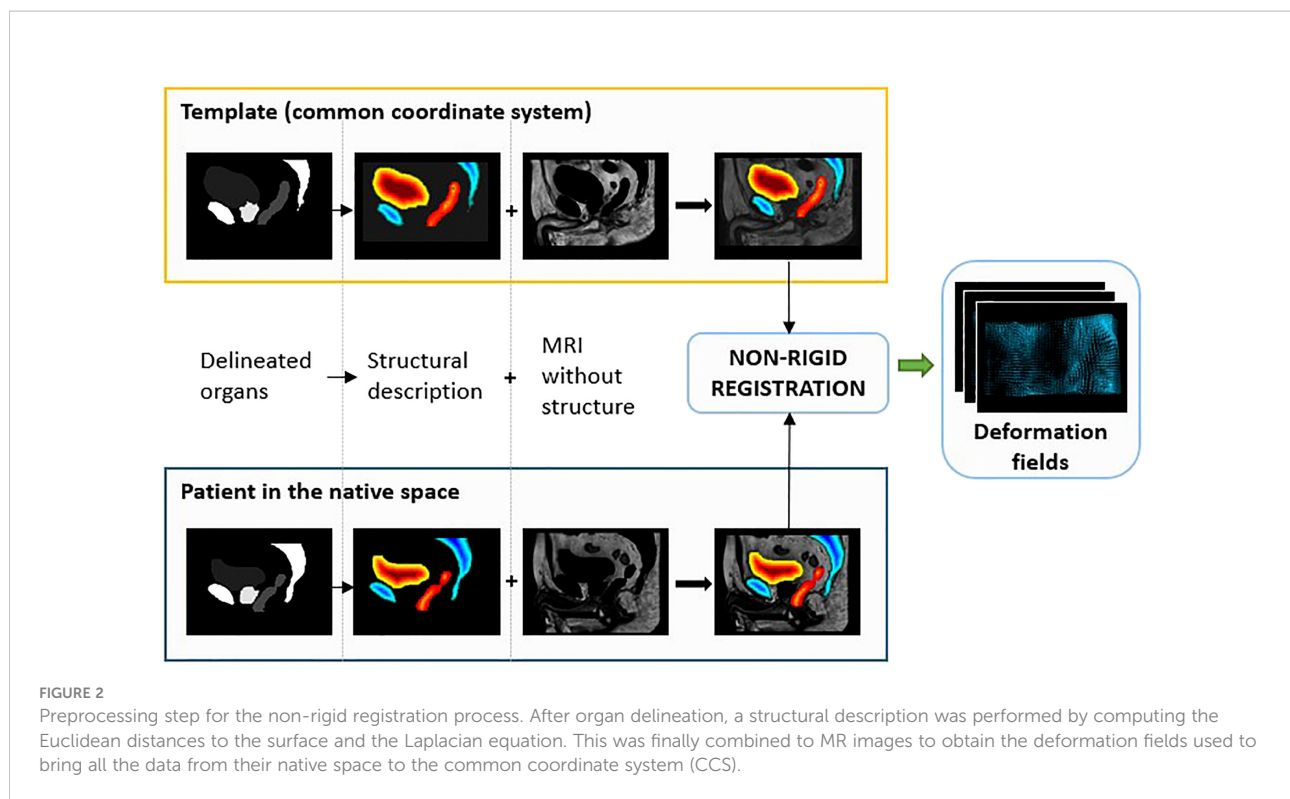 Template (common coordinate system)
+
Delineated
organs
Structural
description
+
MRI
without
structure
NON-RIGID
REGISTRATION
Deformation
fields
Patient in the native space
+
FIGURE 2
Preprocessing step for the non-rigid registration process. After organ delineation, a structural description was performed by computing the
Euclidean distances to the surface and the Laplacian equation. This was finally combined to MR images to obtain the deformation fields used to
bring all the data from their native space to the common coordinate system (CCS).